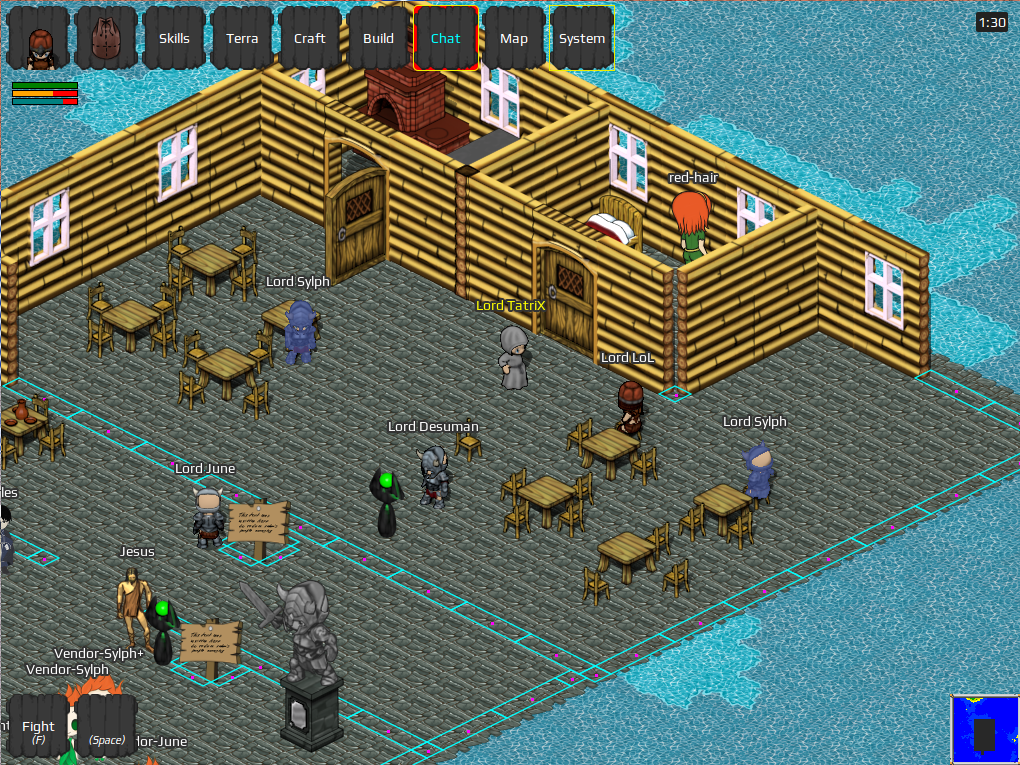 Skills
Terra
Craft
Build
Chat
Map
System
1:30
red-hair
Lord Sylph
Lord TatriX
Lord LoL
Lord Sylph
Lord Desuman
Lord June
les
Jesus
Vendor-Sylph+
Vendor-Sylph
Fight
(F)
(Space)
lor-June